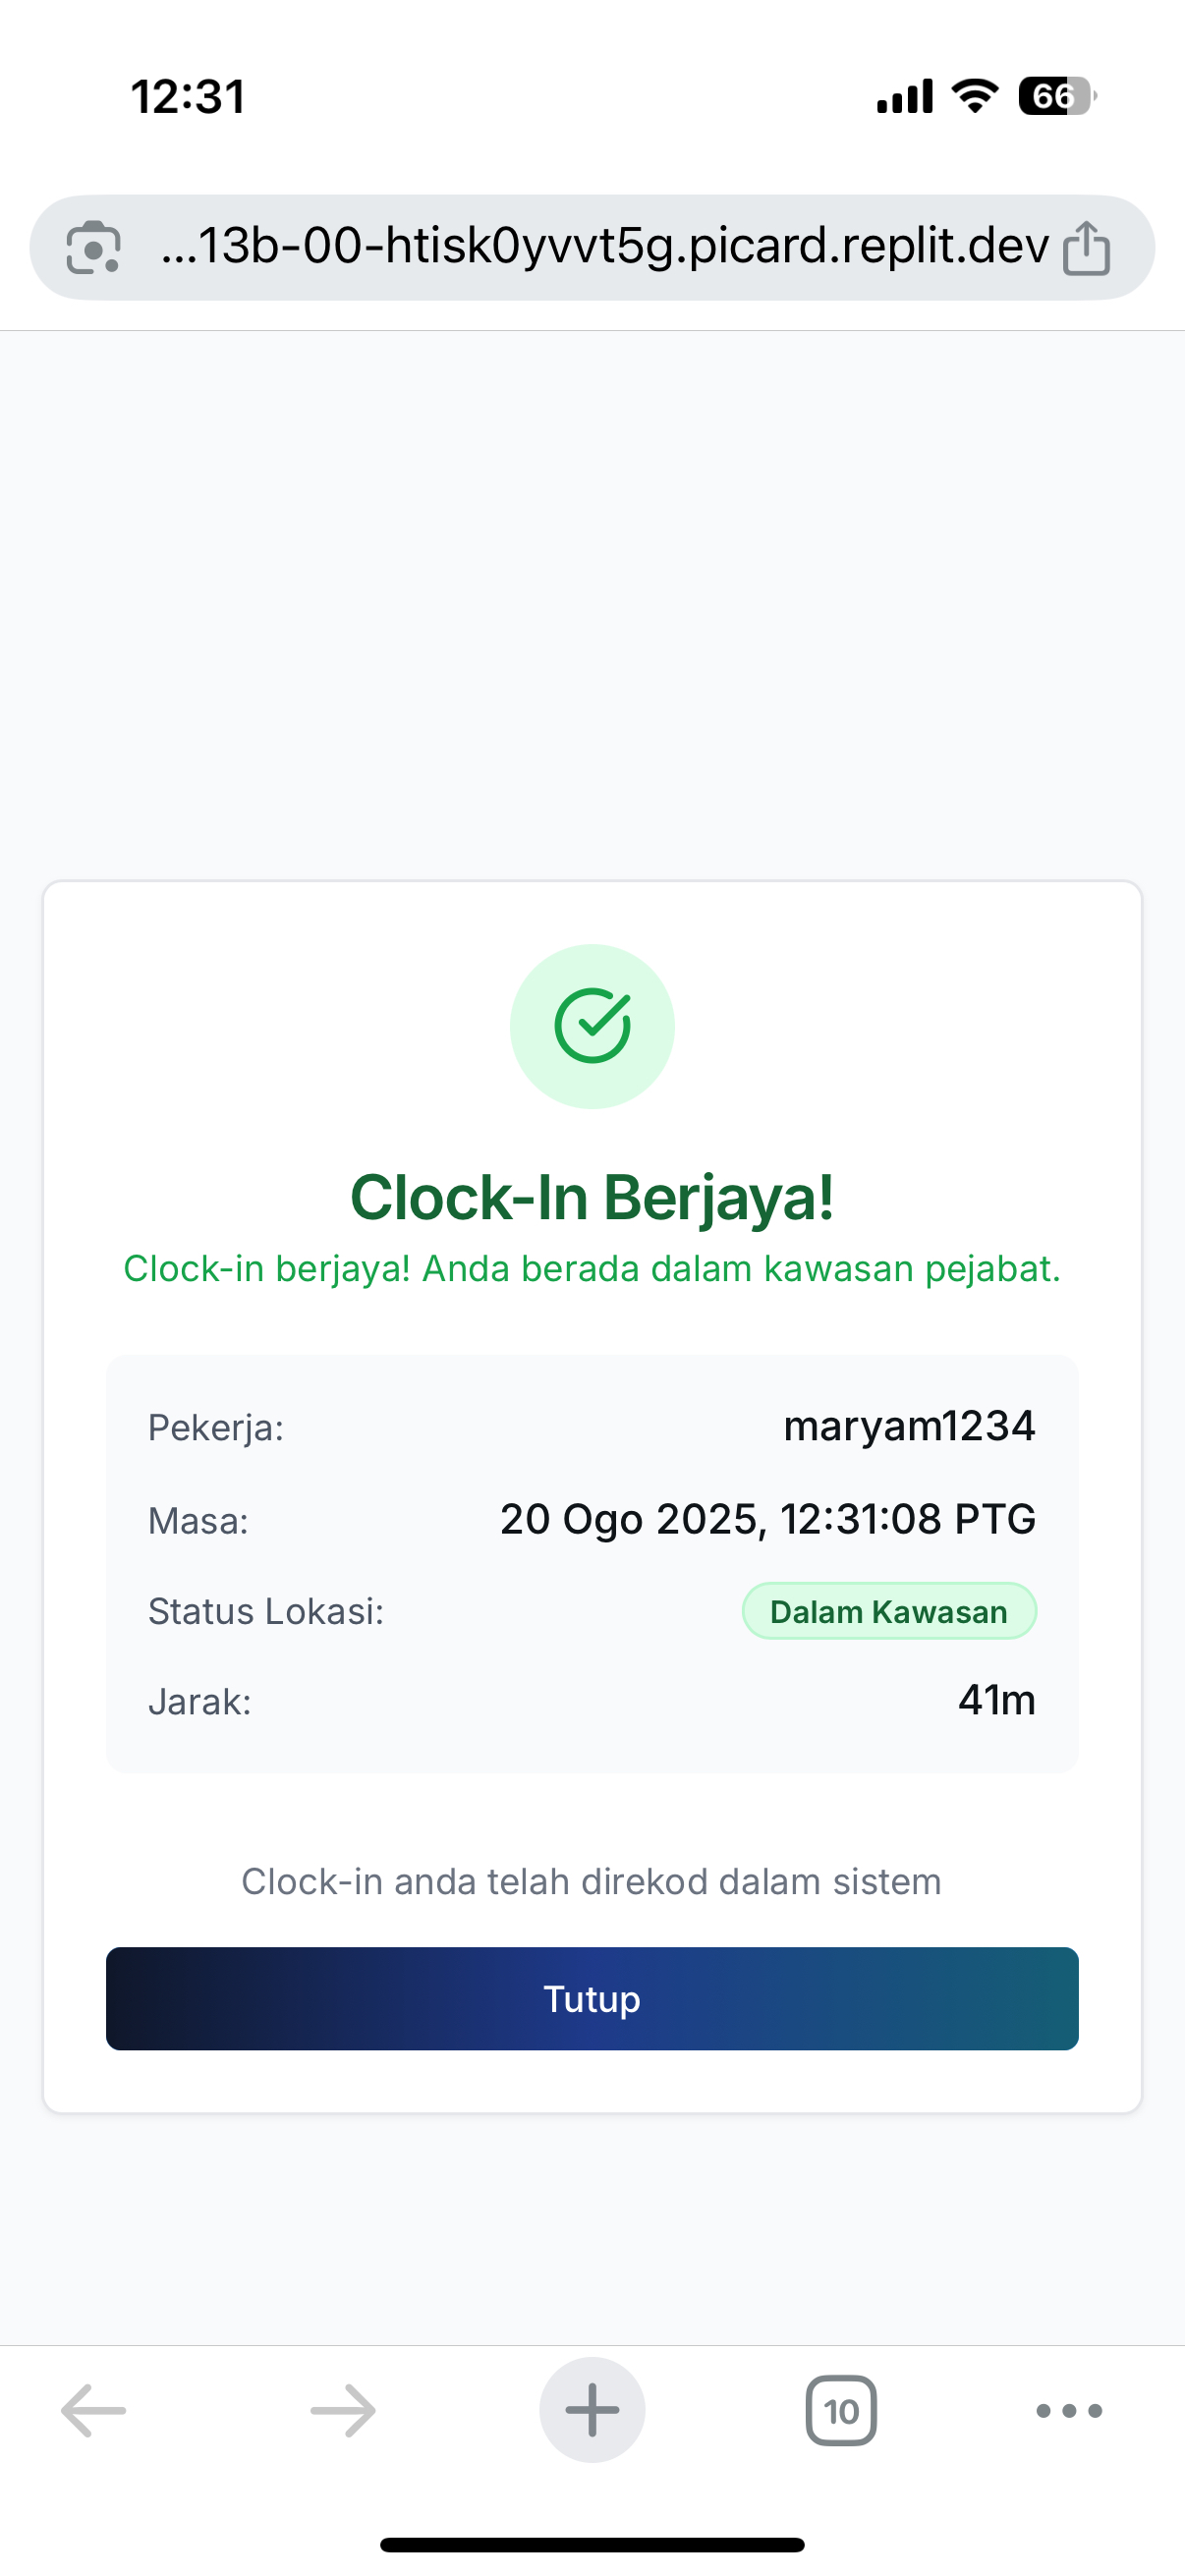 12:31
66
...13b-00-htisk0yvvt5g.picard.replit.dev
Clock-In Berjaya!
Clock-in berjaya! Anda berada dalam kawasan pejabat.
Pekerja: maryam1234
Masa: 20 Ogo 2025, 12:31:08 PTG
Status Lokasi: Dalam Kawasan
Jarak: 41m
Clock-in anda telah direkod dalam sistem
Tutup
10